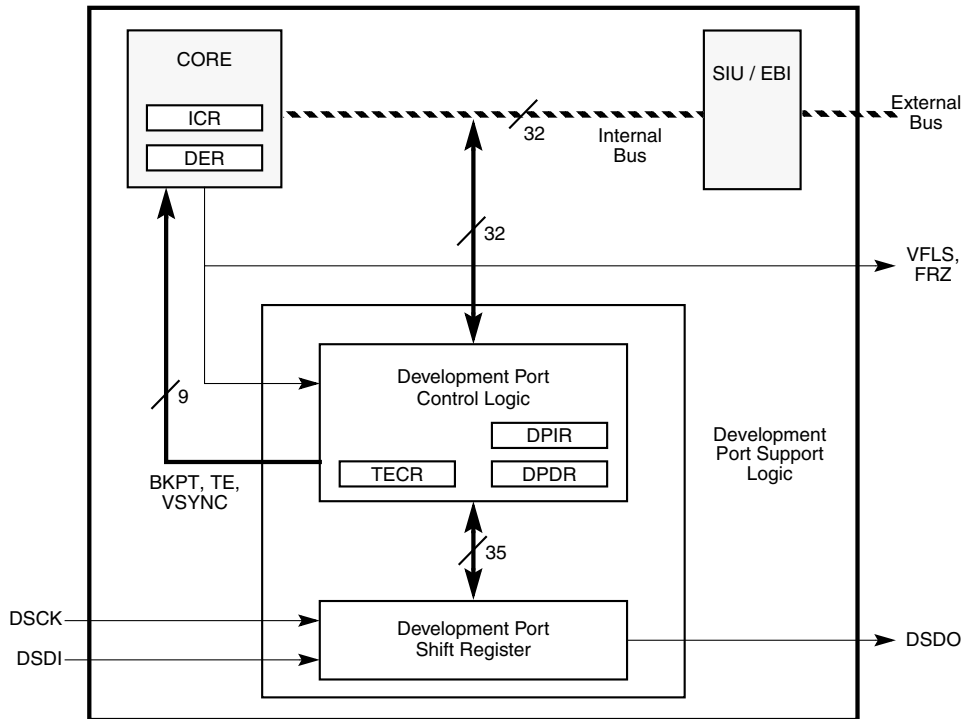 CORE
ICR
DER
SIU / EBI
External
Bus
32
Internal
Bus
32
VFLS,
FRZ
Development Port
Control Logic
9
DPIR
TECR
DPDR
Development
Port Support
Logic
BKPT, TE,
VSYNC
35
DSCK
DSDI
Development Port
Shift Register
DSDO